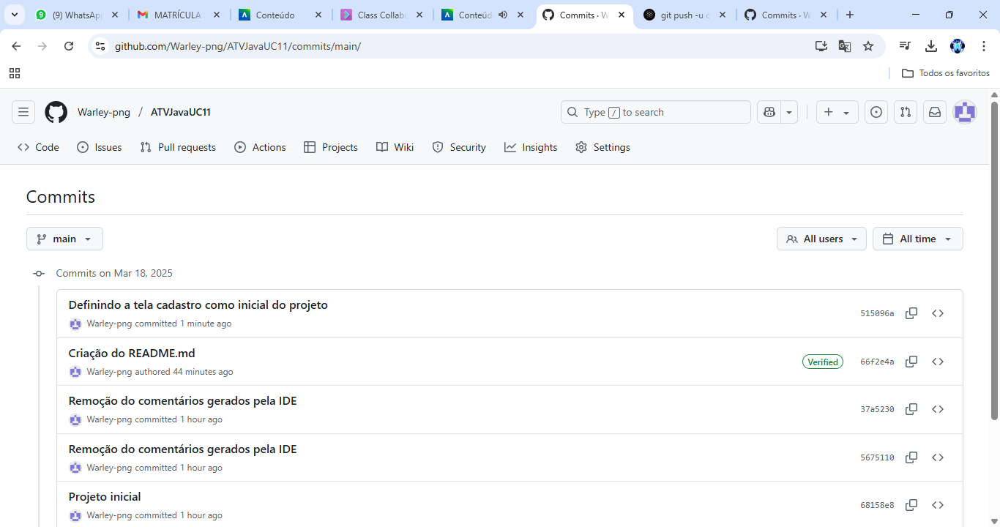 (9) WhatsAp
MATRÍCULA
Conteúdo
Class Collabo
Conteúd
Commits · W
git push -u o
Commits · W
github.com/Warley-png/ATVJavaUC11/commits/main/
Todos os favoritos
Warley-png / ATVJavaUC11
Type / to search
Code
Issues
Pull requests
Actions
Projects
Wiki
Security
Insights
Settings
Commits
main
All users
All time
Commits on Mar 18, 2025
Definindo a tela cadastro como inicial do projeto
Warley-png committed 1 minute ago
515096a
Criação do README.md
Warley-png authored 44 minutes ago
Verified
66f2e4a
Remoção do comentários gerados pela IDE
Warley-png committed 1 hour ago
37a5230
Remoção do comentários gerados pela IDE
Warley-png committed 1 hour ago
5675110
Projeto inicial
Warley-png committed 1 hour ago
68158e8